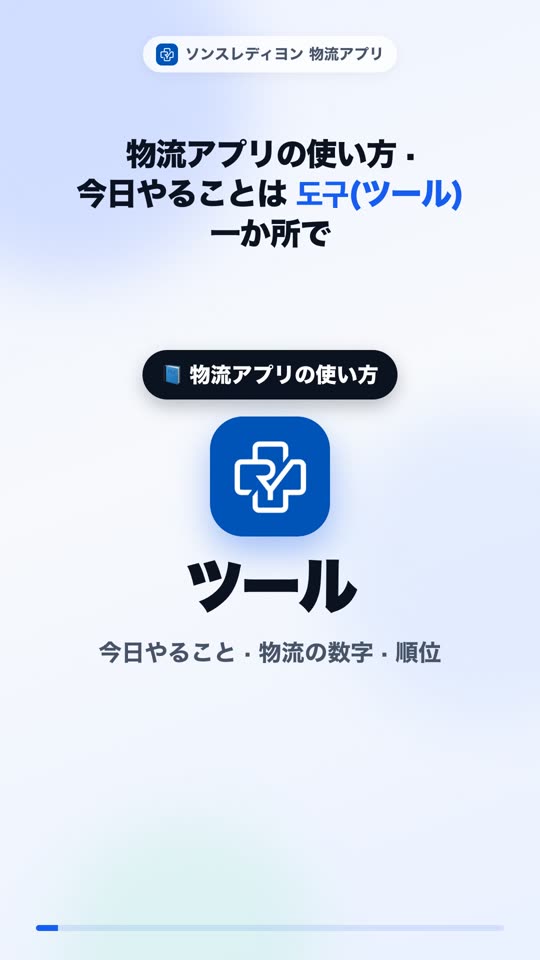 ソンスレディヨン 物流アプリ
物流アプリの使い方 ·
今日やることは 도구(ツール)
一か所で
物流アプリの使い方
ツール
今日やること · 物流の数字 · 順位